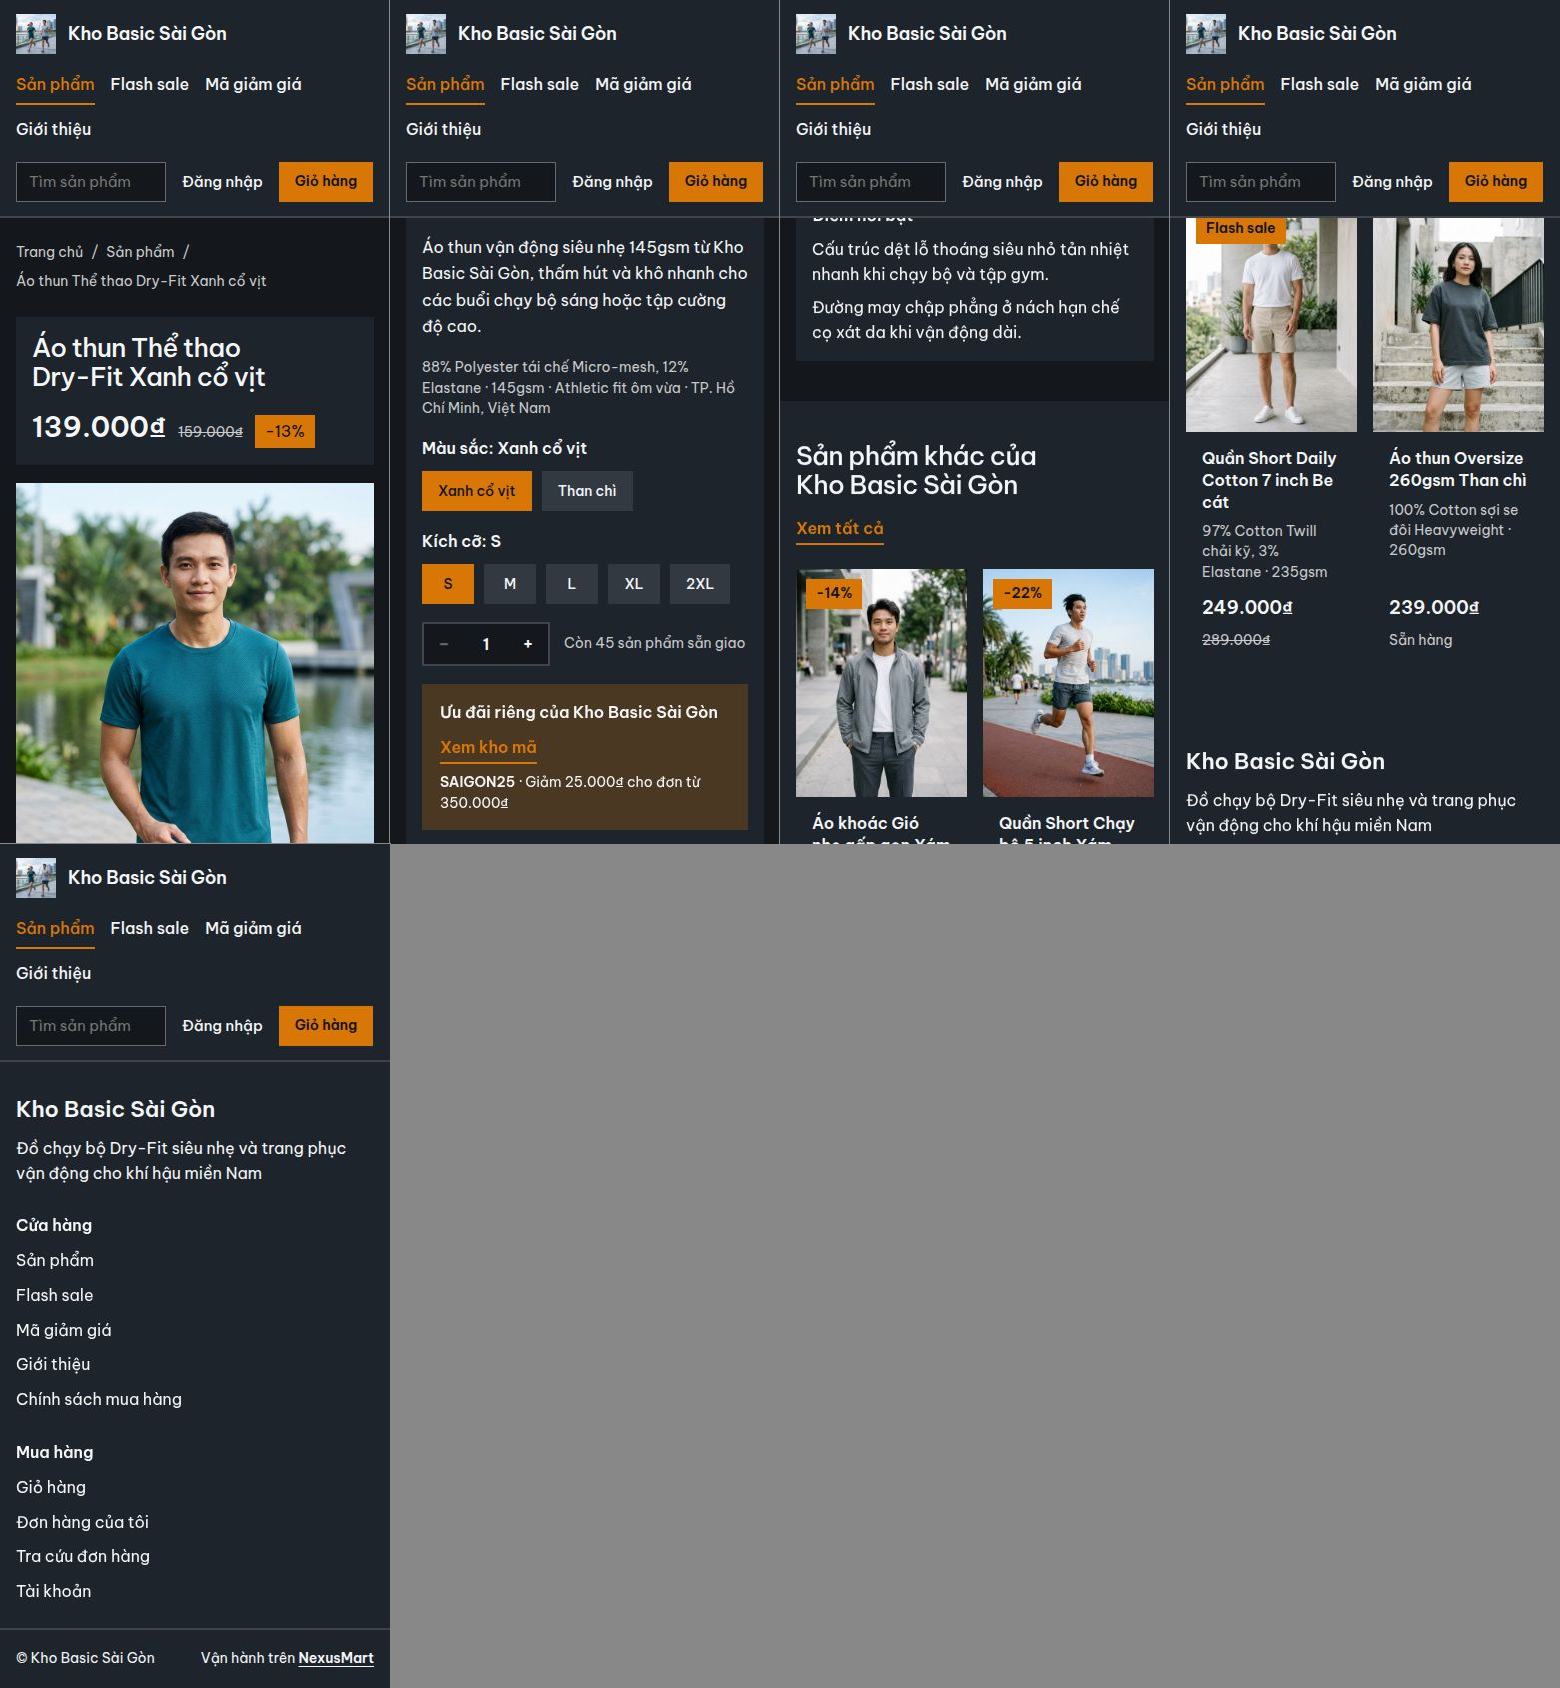 Kho Basic Sài Gòn
Sản phẩm Flash sale Mã giảm giá
Giới thiệu
Tìm sản phẩm Đăng nhập Giỏ hàng
Trang chủ / Sản phẩm /
Áo thun Thể thao Dry-Fit Xanh cổ vịt
Áo thun Thể thao
Dry-Fit Xanh cổ vịt
139.000₫ 159.000₫ -13%
Kho Basic Sài Gòn
Sản phẩm Flash sale Mã giảm giá
Giới thiệu
Tìm sản phẩm Đăng nhập Giỏ hàng
Áo thun vận động siêu nhẹ 145gsm từ Kho
Basic Sài Gòn, thấm hút và khô nhanh cho
các buổi chạy bộ sáng hoặc tập cường
độ cao.
88% Polyester tái chế Micro-mesh, 12%
Elastane · 145gsm · Athletic fit ôm vừa · TP. Hồ
Chí Minh, Việt Nam
Màu sắc: Xanh cổ vịt
Xanh cổ vịt Than chì
Kích cỡ: S
S M L XL 2XL
− 1 + Còn 45 sản phẩm sẵn giao
Ưu đãi riêng của Kho Basic Sài Gòn
Xem kho mã
SAIGON25 · Giảm 25.000₫ cho đơn từ
350.000₫
Kho Basic Sài Gòn
Sản phẩm Flash sale Mã giảm giá
Giới thiệu
Tìm sản phẩm Đăng nhập Giỏ hàng
Điểm nổi bật
Cấu trúc dệt lỗ thoáng siêu nhỏ tản nhiệt
nhanh khi chạy bộ và tập gym.
Đường may chập phẳng ở nách hạn chế
cọ xát da khi vận động dài.
Sản phẩm khác của
Kho Basic Sài Gòn
Xem tất cả
-14% -22%
Áo khoác Gió
nhẹ gấp gọn Xám
Quần Short Chạy
bộ 5 inch Xám
Kho Basic Sài Gòn
Sản phẩm Flash sale Mã giảm giá
Giới thiệu
Tìm sản phẩm Đăng nhập Giỏ hàng
Flash sale
Quần Short Daily
Cotton 7 inch Be
cát
97% Cotton Twill
chải kỹ, 3%
Elastane · 235gsm
249.000₫
289.000₫
Áo thun Oversize
260gsm Than chì
100% Cotton sợi se
đôi Heavyweight ·
260gsm
239.000₫
Sẵn hàng
Kho Basic Sài Gòn
Đồ chạy bộ Dry-Fit siêu nhẹ và trang phục
vận động cho khí hậu miền Nam
Kho Basic Sài Gòn
Sản phẩm Flash sale Mã giảm giá
Giới thiệu
Tìm sản phẩm Đăng nhập Giỏ hàng
Kho Basic Sài Gòn
Đồ chạy bộ Dry-Fit siêu nhẹ và trang phục
vận động cho khí hậu miền Nam
Cửa hàng
Sản phẩm
Flash sale
Mã giảm giá
Giới thiệu
Chính sách mua hàng
Mua hàng
Giỏ hàng
Đơn hàng của tôi
Tra cứu đơn hàng
Tài khoản
© Kho Basic Sài Gòn Vận hành trên NexusMart